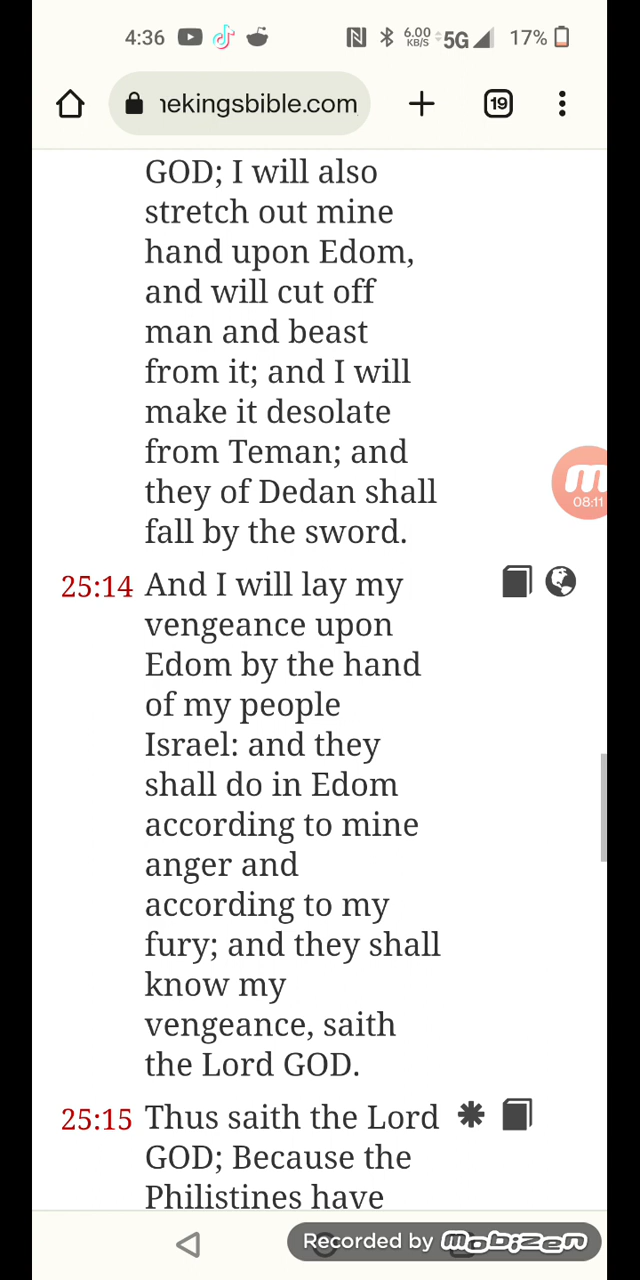 4:36 6.00 KB/S 5G 17%
nekingsbible.com 19
GOD; I will also
stretch out mine
hand upon Edom,
and will cut off
man and beast
from it; and I will
make it desolate
from Teman; and
they of Dedan shall
fall by the sword.
08:11
25:14 And I will lay my
vengeance upon
Edom by the hand
of my people
Israel: and they
shall do in Edom
according to mine
anger and
according to my
fury; and they shall
know my
vengeance, saith
the Lord GOD.
25:15 Thus saith the Lord
GOD; Because the
Philistines have
Recorded by mobizen